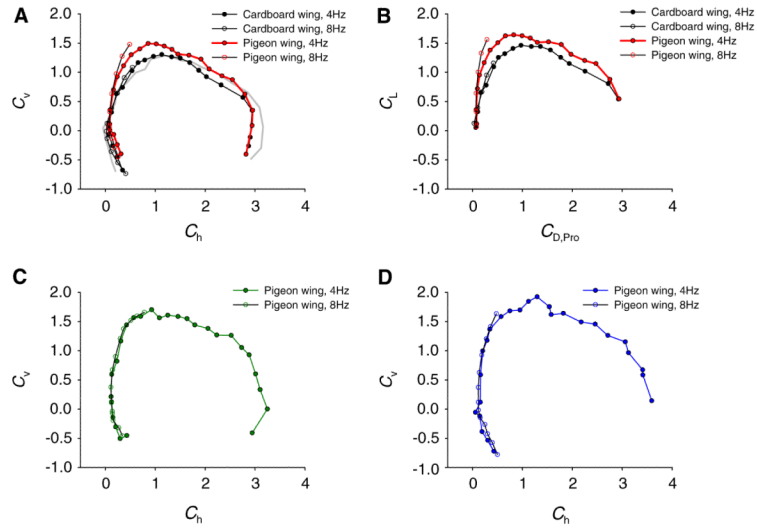 A
Cardboard wing, 4Hz
Cardboard wing, 8Hz
Pigeon wing, 4Hz
Pigeon wing, 8Hz
2.0
1.5
1.0
0.5
0.0
-0.5
-1.0
Cv
0 1 2 3 4
Ch
B
Cardboard wing, 4Hz
Cardboard wing, 8Hz
Pigeon wing, 4Hz
Pigeon wing, 8Hz
2.0
1.5
1.0
0.5
0.0
-0.5
-1.0
CL
0 1 2 3 4
CD,Pro
C
Pigeon wing, 4Hz
Pigeon wing, 8Hz
2.0
1.5
1.0
0.5
0.0
-0.5
-1.0
Cv
0 1 2 3 4
Ch
D
Pigeon wing, 4Hz
Pigeon wing, 8Hz
2.0
1.5
1.0
0.5
0.0
-0.5
-1.0
Cv
0 1 2 3 4
Ch